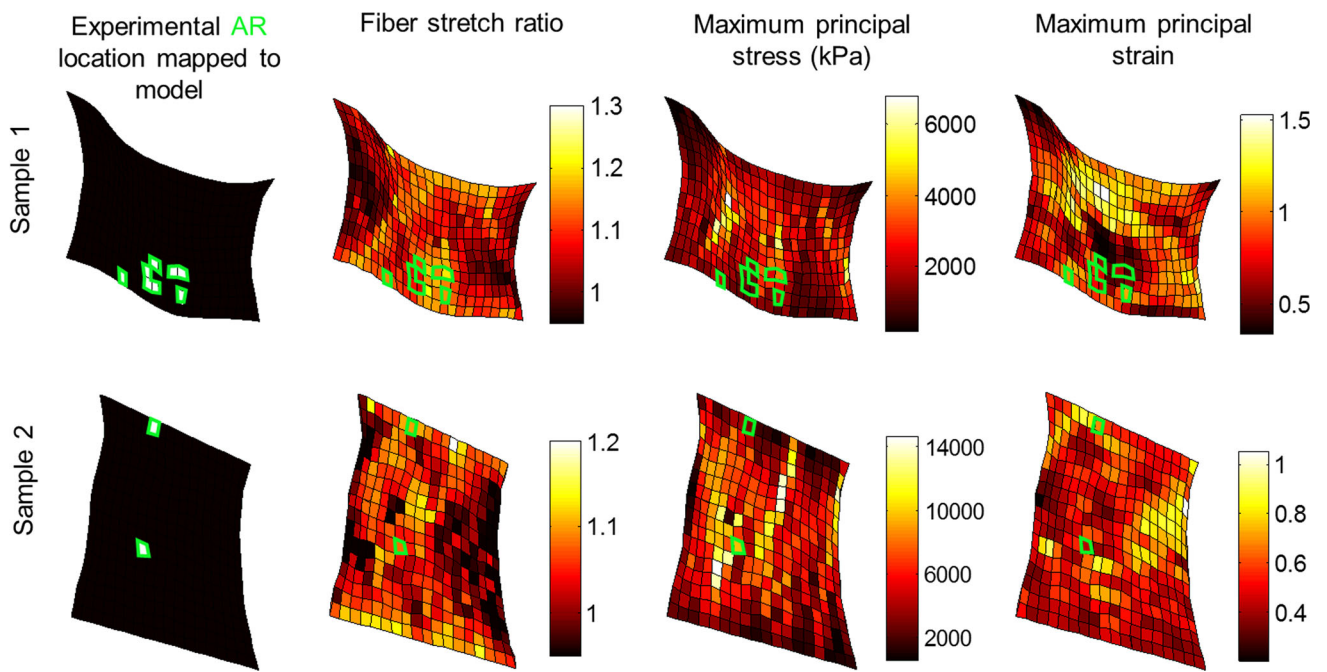 Experimental AR
location mapped to
model
Fiber stretch ratio
Maximum principal
stress (kPa)
Maximum principal
strain
Sample 1
1.3
1.2
1.1
1
6000
4000
2000
1.5
1
0.5
Sample 2
1.2
1.1
1
14000
10000
6000
2000
1
0.8
0.6
0.4